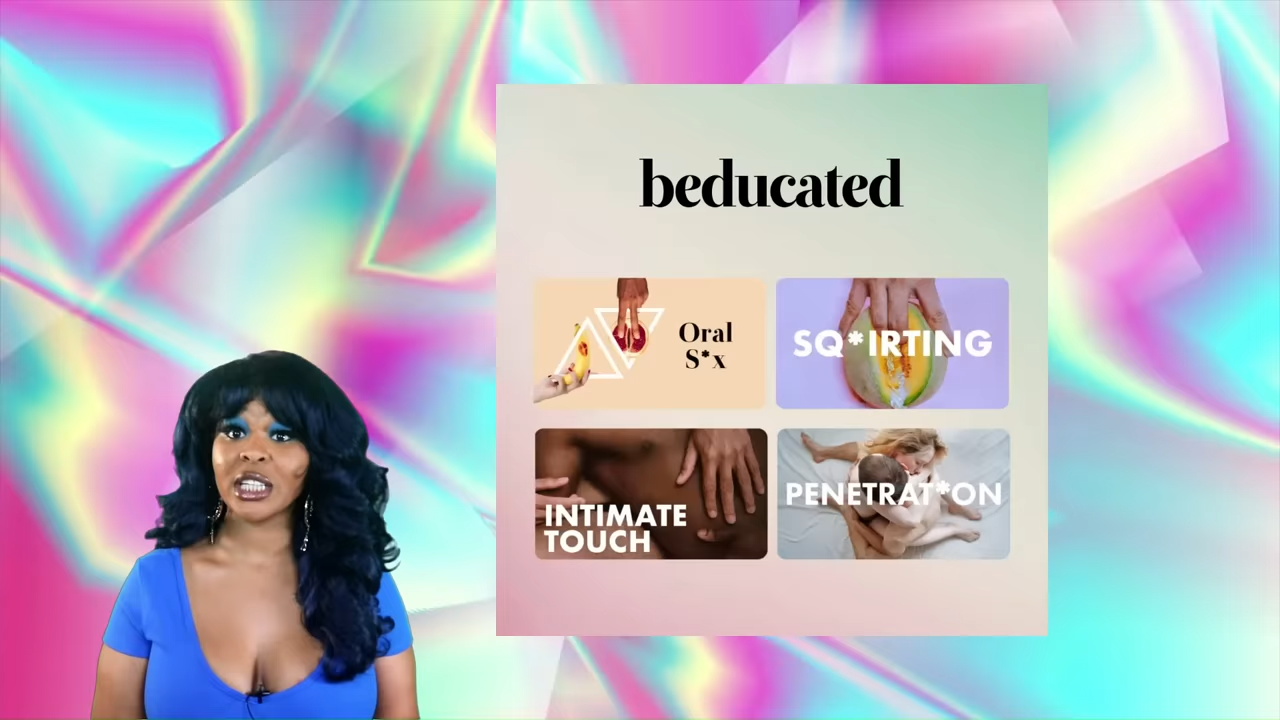 beducated
Oral
S*x
SQ*IRTING
INTIMATE
TOUCH
PENETRAT*ON